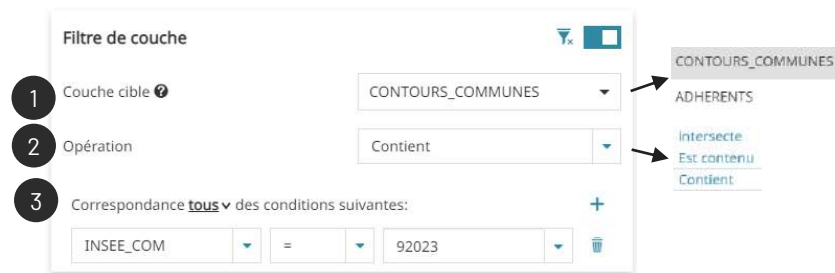 Filtre de couche
1 Couche cible ? CONTOURS_COMMUNES
2 Opération Contient
3 Correspondance tous des conditions suivantes: +
INSEE_COM = 92023
CONTOURS_COMMUNES
ADHERENTS
intersecte
Est contenu
Contient